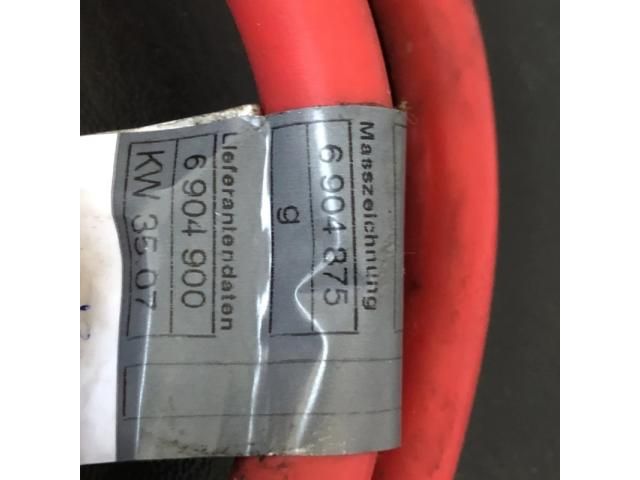 Masszeichnung
6 904 875
g
Lieferantendaten
6 904 900
KW 35.07